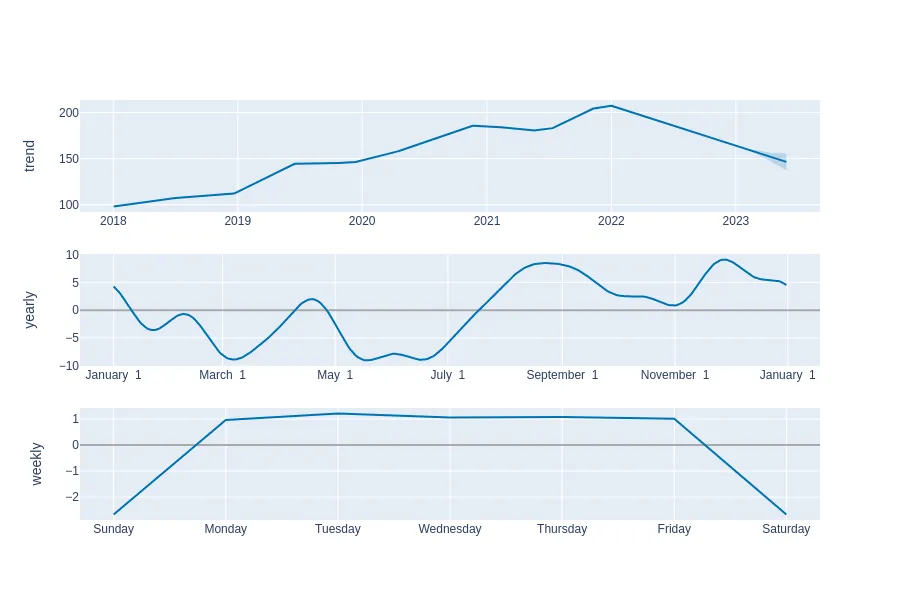 trend
200
150
100
2018 2019 2020 2021 2022 2023
yearly
10
5
0
−5
−10
January 1 March 1 May 1 July 1 September 1 November 1 January 1
weekly
1
0
−1
−2
Sunday Monday Tuesday Wednesday Thursday Friday Saturday